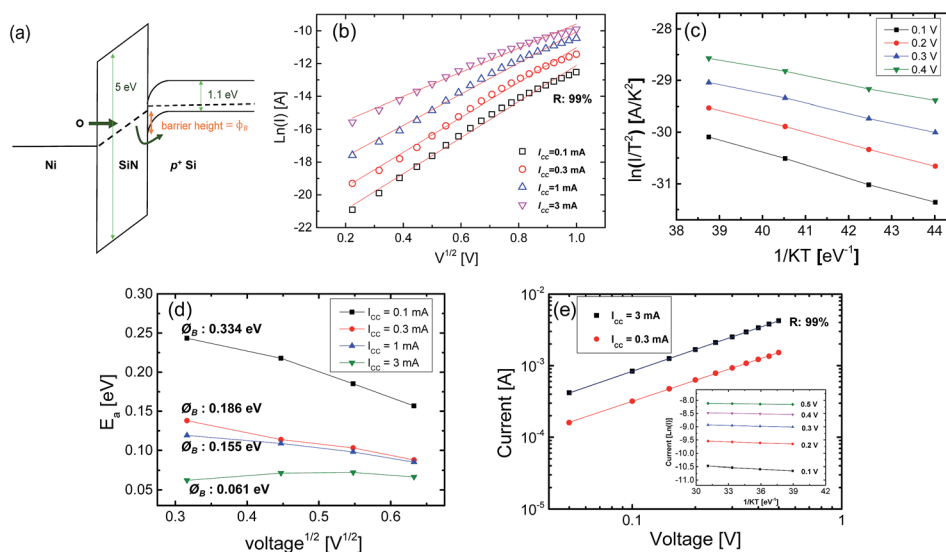 (a)
5 eV
1.1 eV
barrier height = ϕB
Ni
SiN
p+ Si
(b)
Ln(I) [A]
-10
-12
-14
-16
-18
-20
-22
R: 99%
ICC=0.1 mA
ICC=0.3 mA
ICC=1 mA
ICC=3 mA
0.2 0.4 0.6 0.8 1.0
V1/2 [V]
(c)
ln(I/T2) [A/K2]
-28
-29
-30
-31
0.1 V
0.2 V
0.3 V
0.4 V
38 39 40 41 42 43 44
1/KT [eV-1]
(d)
Ea [eV]
0.30
0.25
0.20
0.15
0.10
0.05
ICC = 0.1 mA
ICC = 0.3 mA
ICC = 1 mA
ICC = 3 mA
ØB : 0.334 eV
ØB : 0.186 eV
ØB : 0.155 eV
ØB : 0.061 eV
0.3 0.4 0.5 0.6
voltage1/2 [V1/2]
(e)
Current [A]
10-2
10-3
10-4
10-5
ICC = 3 mA
ICC = 0.3 mA
R: 99%
Current [Ln(I)]
-8.0
-8.5
-9.0
-9.5
-10.0
-10.5
-11.0
0.5 V
0.4 V
0.3 V
0.2 V
0.1 V
30 33 36 39 42
1/KT [eV-1]
0.1 1
Voltage [V]